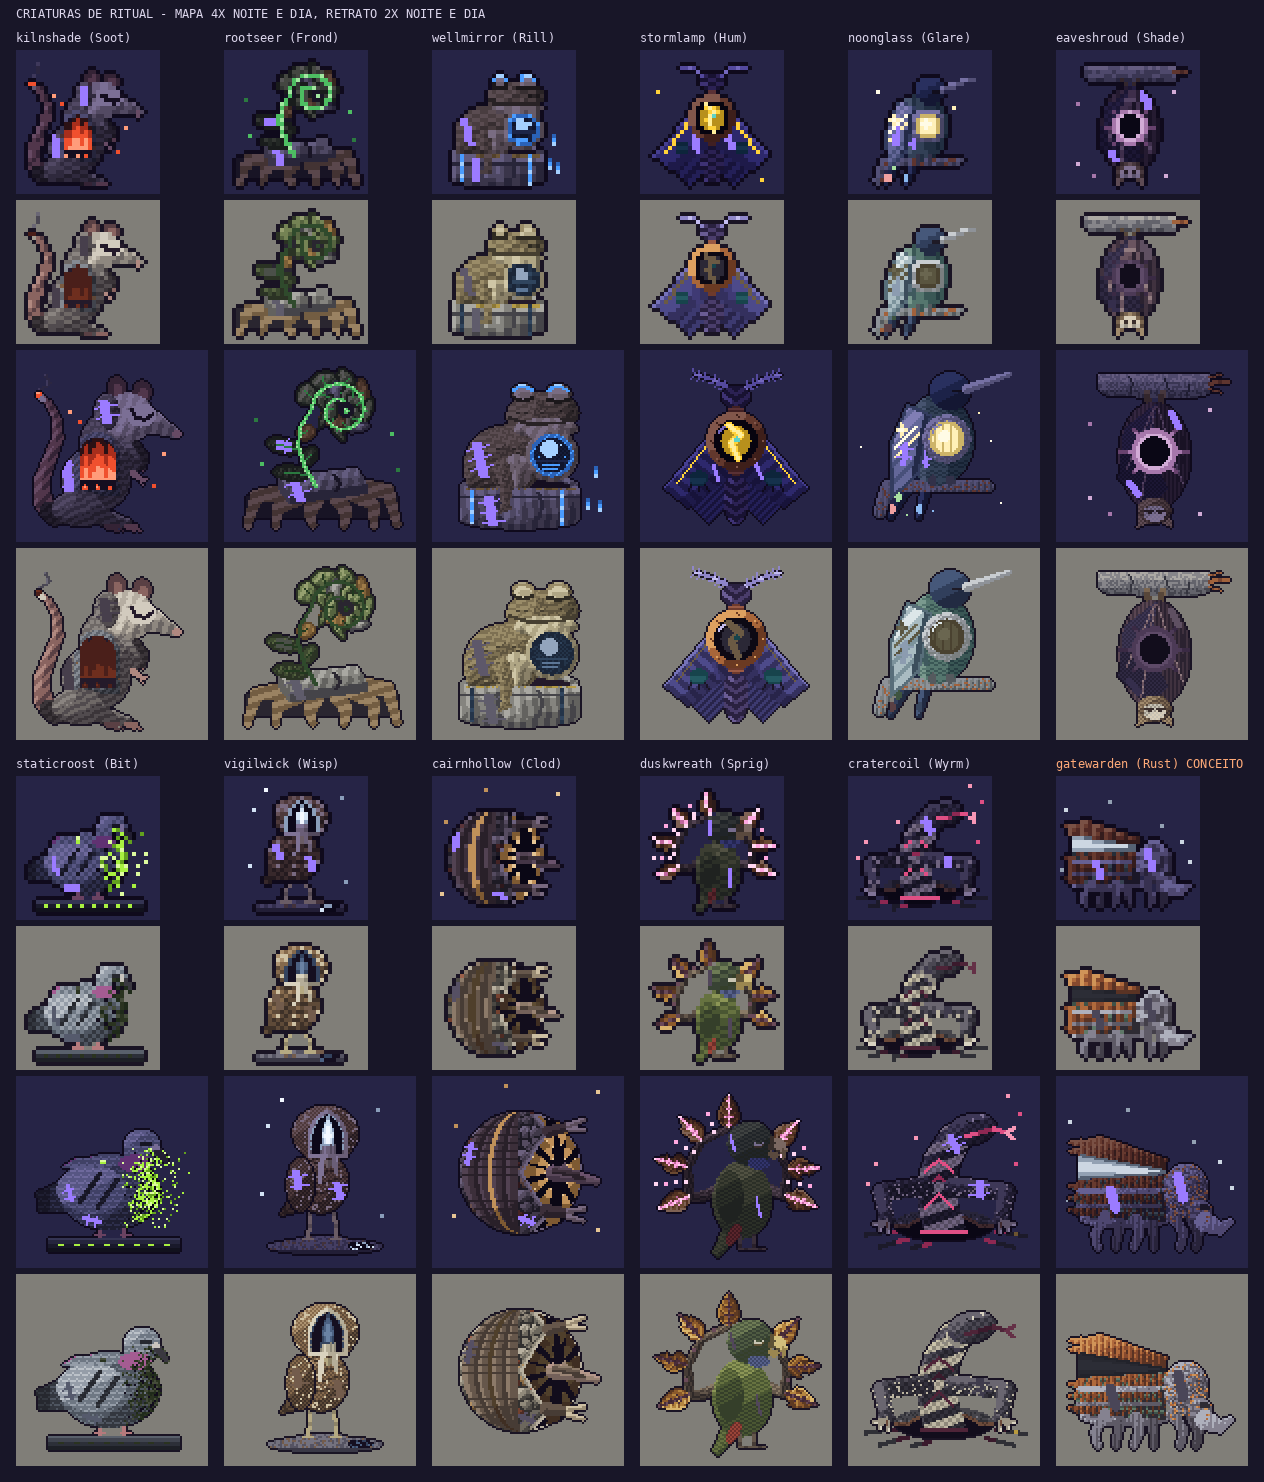 CRIATURAS DE RITUAL - MAPA 4X NOITE E DIA, RETRATO 2X NOITE E DIA
kilnshade (Soot) rootseer (Frond) wellmirror (Rill) stormlamp (Hum) noonglass (Glare) eaveshroud (Shade)
staticroost (Bit) vigilwick (Wisp) cairnhollow (Clod) duskwreath (Sprig) cratercoil (Wyrm) gatewarden (Rust) CONCEITO